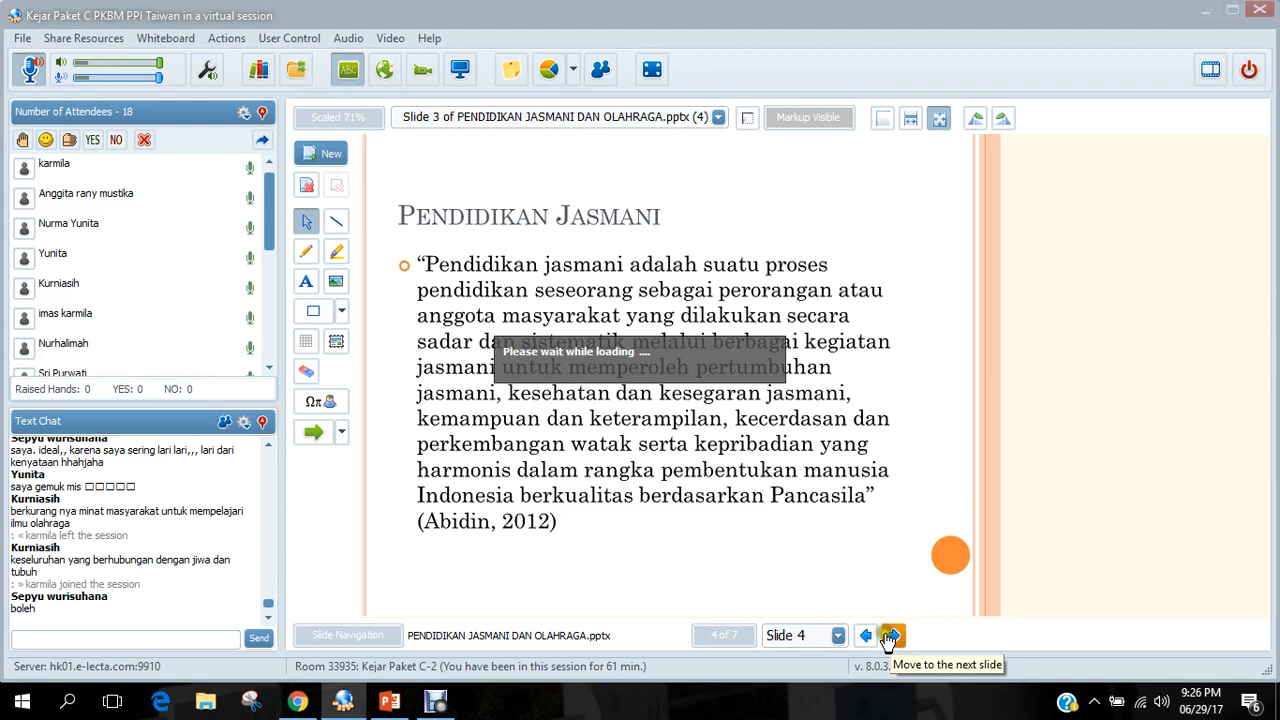 Kejar Paket C PKBM PPI Taiwan in a virtual session
File Share Resources Whiteboard Actions User Control Audio Video Help
ABC
Number of Attendees - 18
YES NO
karmila
Anggita rany mustika
Nurma Yunita
Yunita
Kurniasih
imas karmila
Nurhalimah
Sri Purwati
Raised Hands: 0 YES: 0 NO: 0
Text Chat
Sepyu wurisuhana
saya. ideal,, karena saya sering lari lari,,, lari dari
kenyataan hhahjaha
Yunita
saya gemuk mis □□□□□
Kurniasih
berkurang nya minat masyarakat untuk mempelajari
ilmu olahraga
: « karmila left the session
Kurniasih
keseluruhan yang berhubungan dengan jiwa dan
tubuh
: » karmila joined the session
Sepyu wurisuhana
boleh
Send
Scaled 71%
Slide 3 of PENDIDIKAN JASMANI DAN OLAHRAGA.pptx (4)
Markup Visible
New
A
Ωπ
PENDIDIKAN JASMANI
“Pendidikan jasmani adalah suatu proses
pendidikan seseorang sebagai perorangan atau
anggota masyarakat yang dilakukan secara
sadar dan sistematik melalui berbagai kegiatan
jasmani untuk memperoleh pertumbuhan
jasmani, kesehatan dan kesegaran jasmani,
kemampuan dan keterampilan, kecerdasan dan
perkembangan watak serta kepribadian yang
harmonis dalam rangka pembentukan manusia
Indonesia berkualitas berdasarkan Pancasila”
(Abidin, 2012)
Please wait while loading ....
Slide Navigation
PENDIDIKAN JASMANI DAN OLAHRAGA.pptx
4 of 7
Slide 4
Move to the next slide
Server: hk01.e-lecta.com:9910
Room 33935: Kejar Paket C-2 (You have been in this session for 61 min.)
v. 8.0.3.
9:26 PM
06/29/17
6